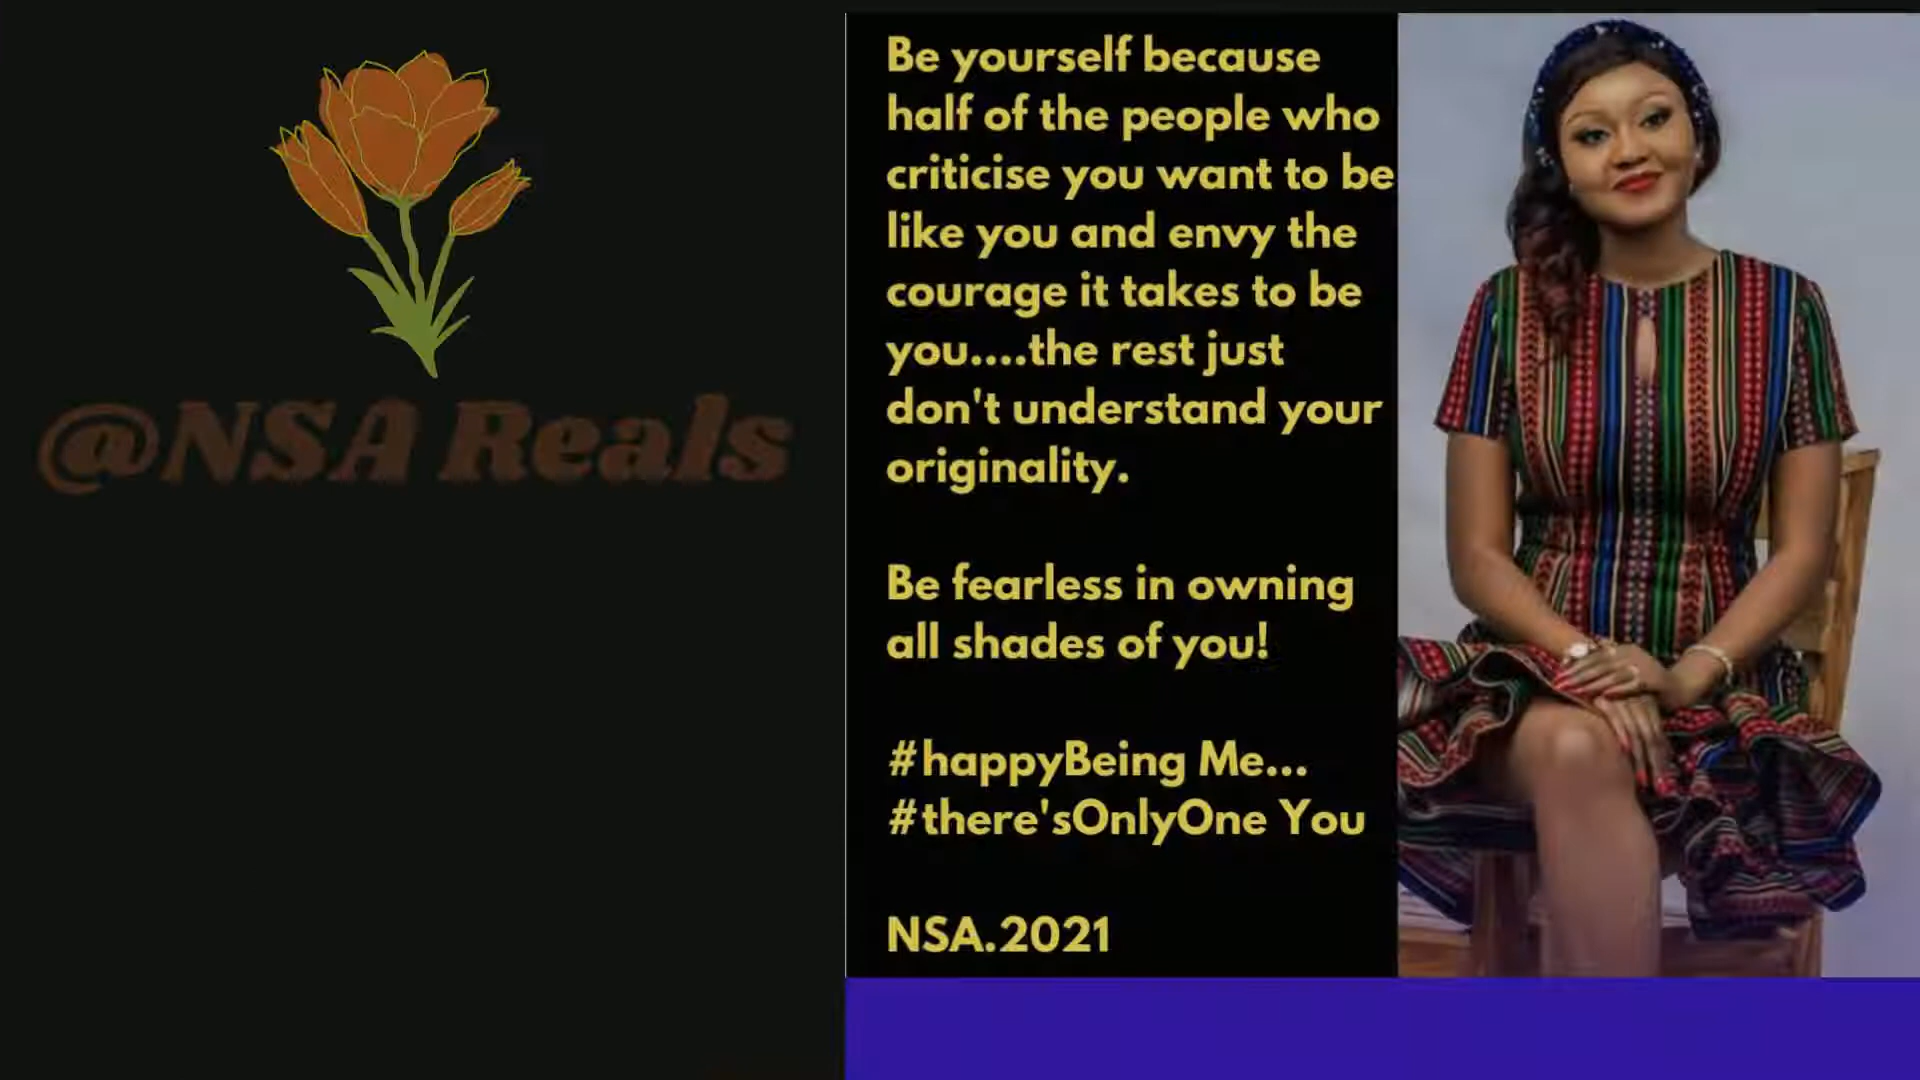 @NSA Reals
Be yourself because
half of the people who
criticise you want to be
like you and envy the
courage it takes to be
you....the rest just
don't understand your
originality.
Be fearless in owning
all shades of you!
#happyBeing Me...
#there'sOnlyOne You
NSA.2021